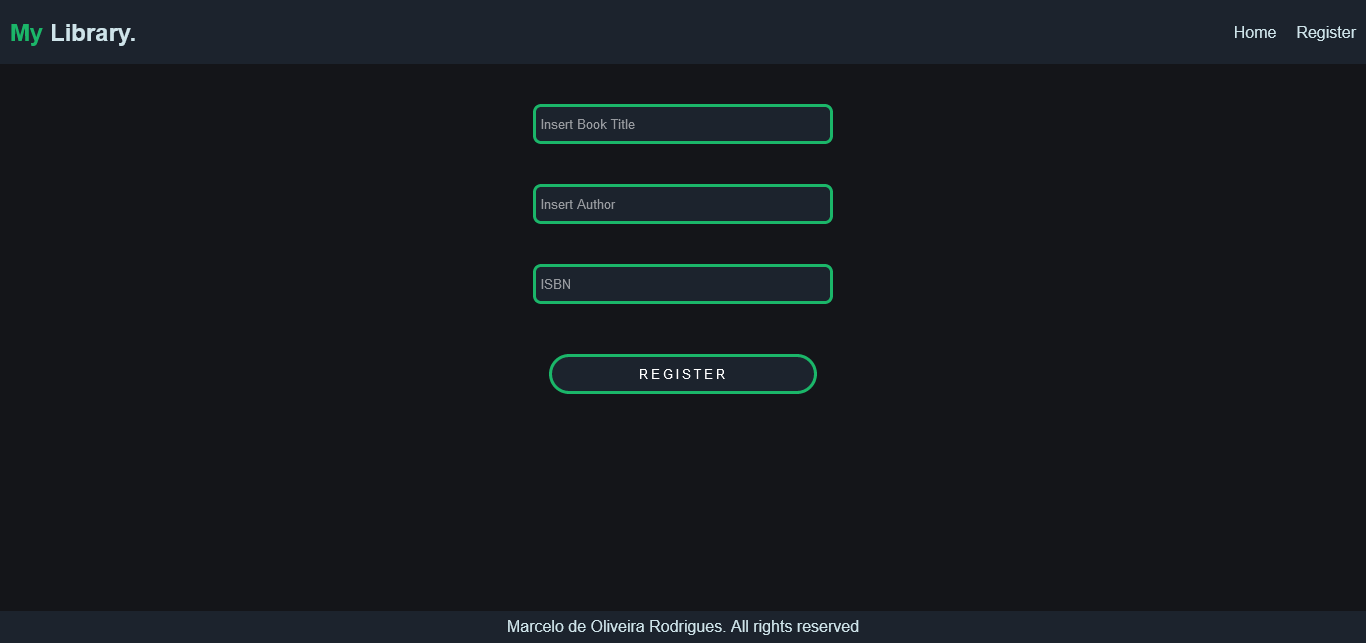 My Library.
Home
Register
Insert Book Title
Insert Author
ISBN
REGISTER
Marcelo de Oliveira Rodrigues. All rights reserved